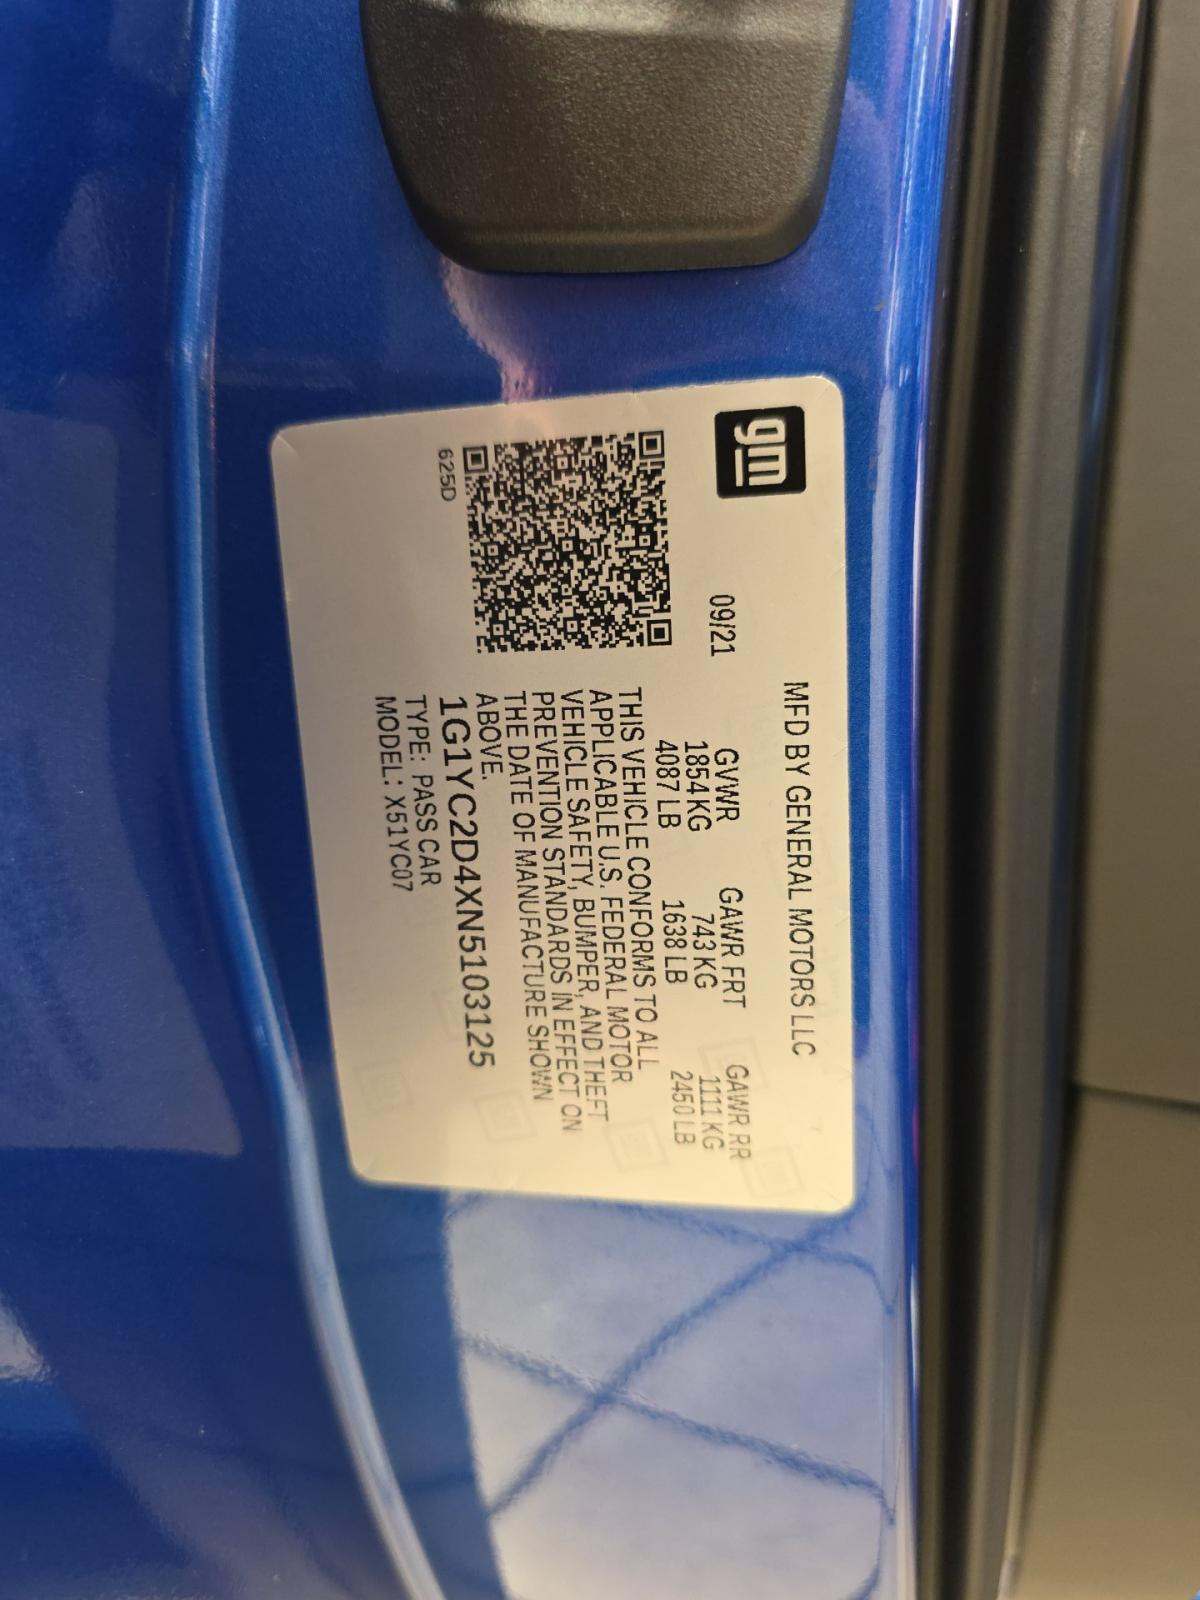 gm
MFD BY GENERAL MOTORS LLC
09/21
GVWR GAWR FRT GAWR RR
1854 KG 743 KG 1111 KG
4087 LB 1638 LB 2450 LB
THIS VEHICLE CONFORMS TO ALL
APPLICABLE U.S. FEDERAL MOTOR
VEHICLE SAFETY, BUMPER, AND THEFT
PREVENTION STANDARDS IN EFFECT ON
THE DATE OF MANUFACTURE SHOWN
ABOVE.
1G1YC2D4XN5103125
TYPE: PASS CAR
MODEL: X51YC07
625D